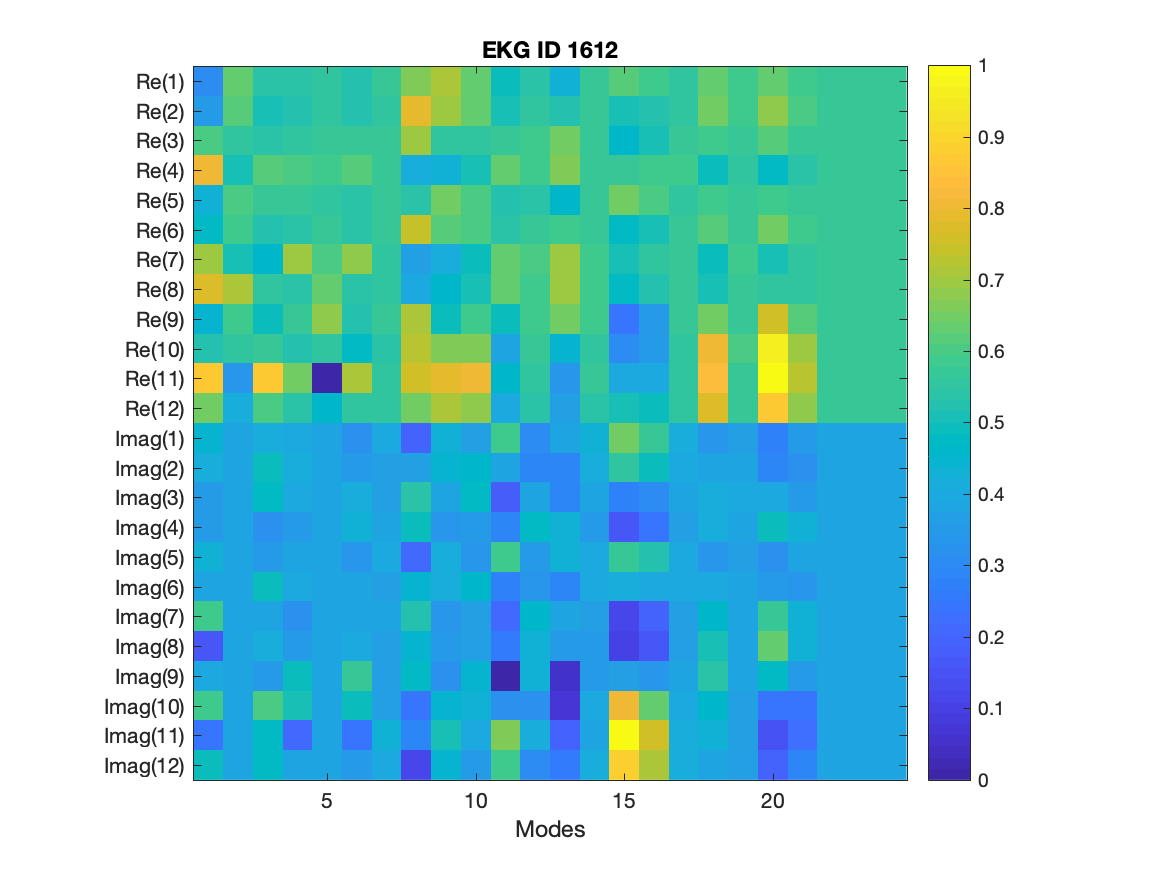 EKG ID 1612
Re(1)
Re(2)
Re(3)
Re(4)
Re(5)
Re(6)
Re(7)
Re(8)
Re(9)
Re(10)
Re(11)
Re(12)
Imag(1)
Imag(2)
Imag(3)
Imag(4)
Imag(5)
Imag(6)
Imag(7)
Imag(8)
Imag(9)
Imag(10)
Imag(11)
Imag(12)
5 10 15 20
Modes
1
0.9
0.8
0.7
0.6
0.5
0.4
0.3
0.2
0.1
0